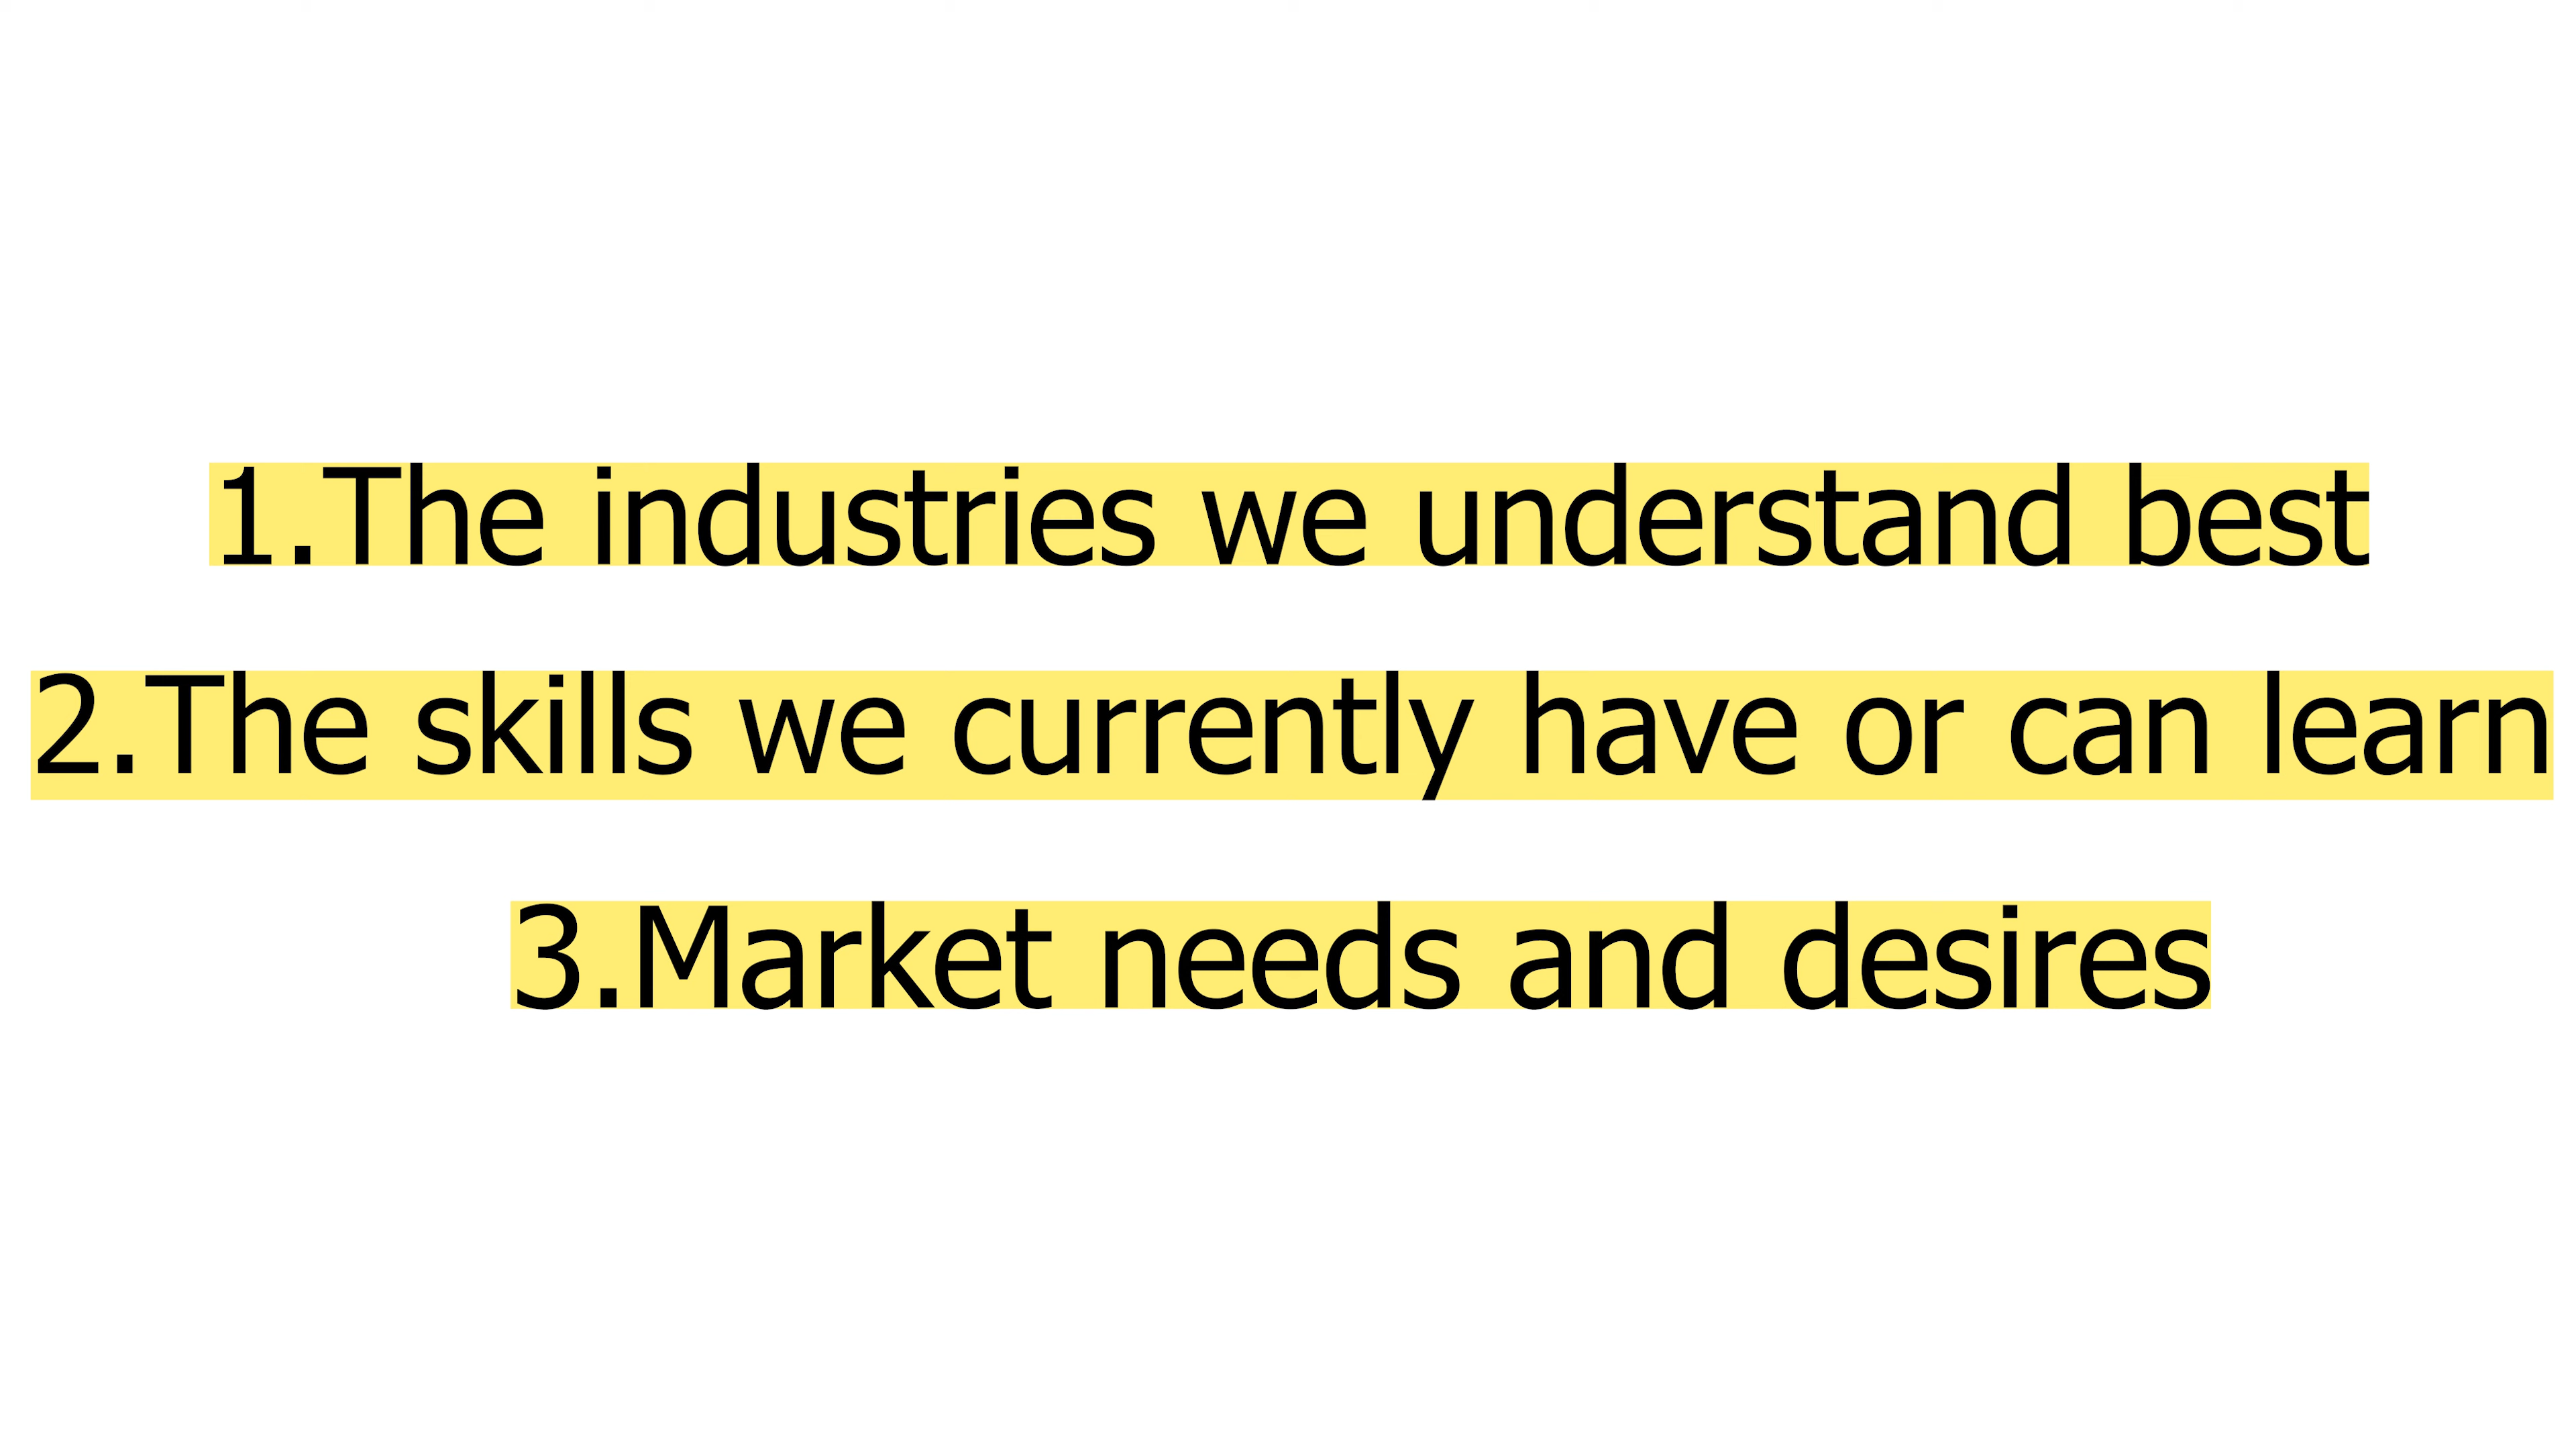 1.The industries we understand best
2.The skills we currently have or can learn
3.Market needs and desires